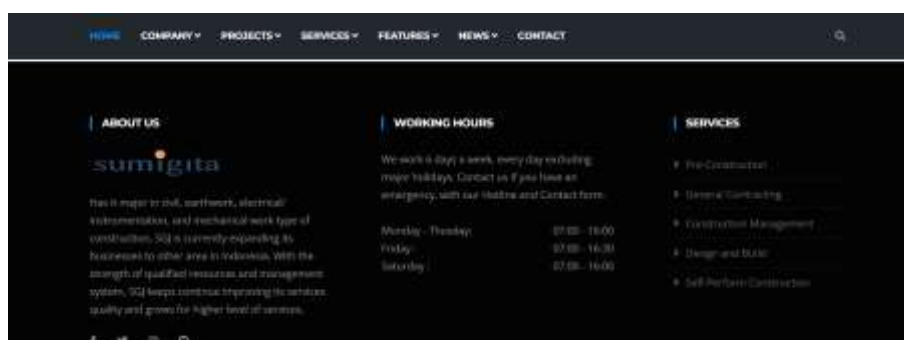 HOME COMPANY PROJECTS SERVICES FEATURES NEWS CONTACT
ABOUT US
sumigita
Has it major in civil, earthwork, electrical/
instrumentation, and mechanical work type of
construction, SGJ is currently expanding its
businesses to other area in Indonesia. With the
strength of qualified resources and management
system, SGJ keeps continue improving its services
quality and grows for higher level of services.
WORKING HOURS
We work 6 days a week, every day excluding
major holidays. Contact us if you have an
emergency, with our Hotline and Contact form.
Monday - Thusday: 07:00 - 16:00
Friday: 07:00 - 16:30
Saturday : 07:00 - 16:00
SERVICES
Pre-Construction
General Contracting
Construction Management
Design and Build
Self-Perform Construction